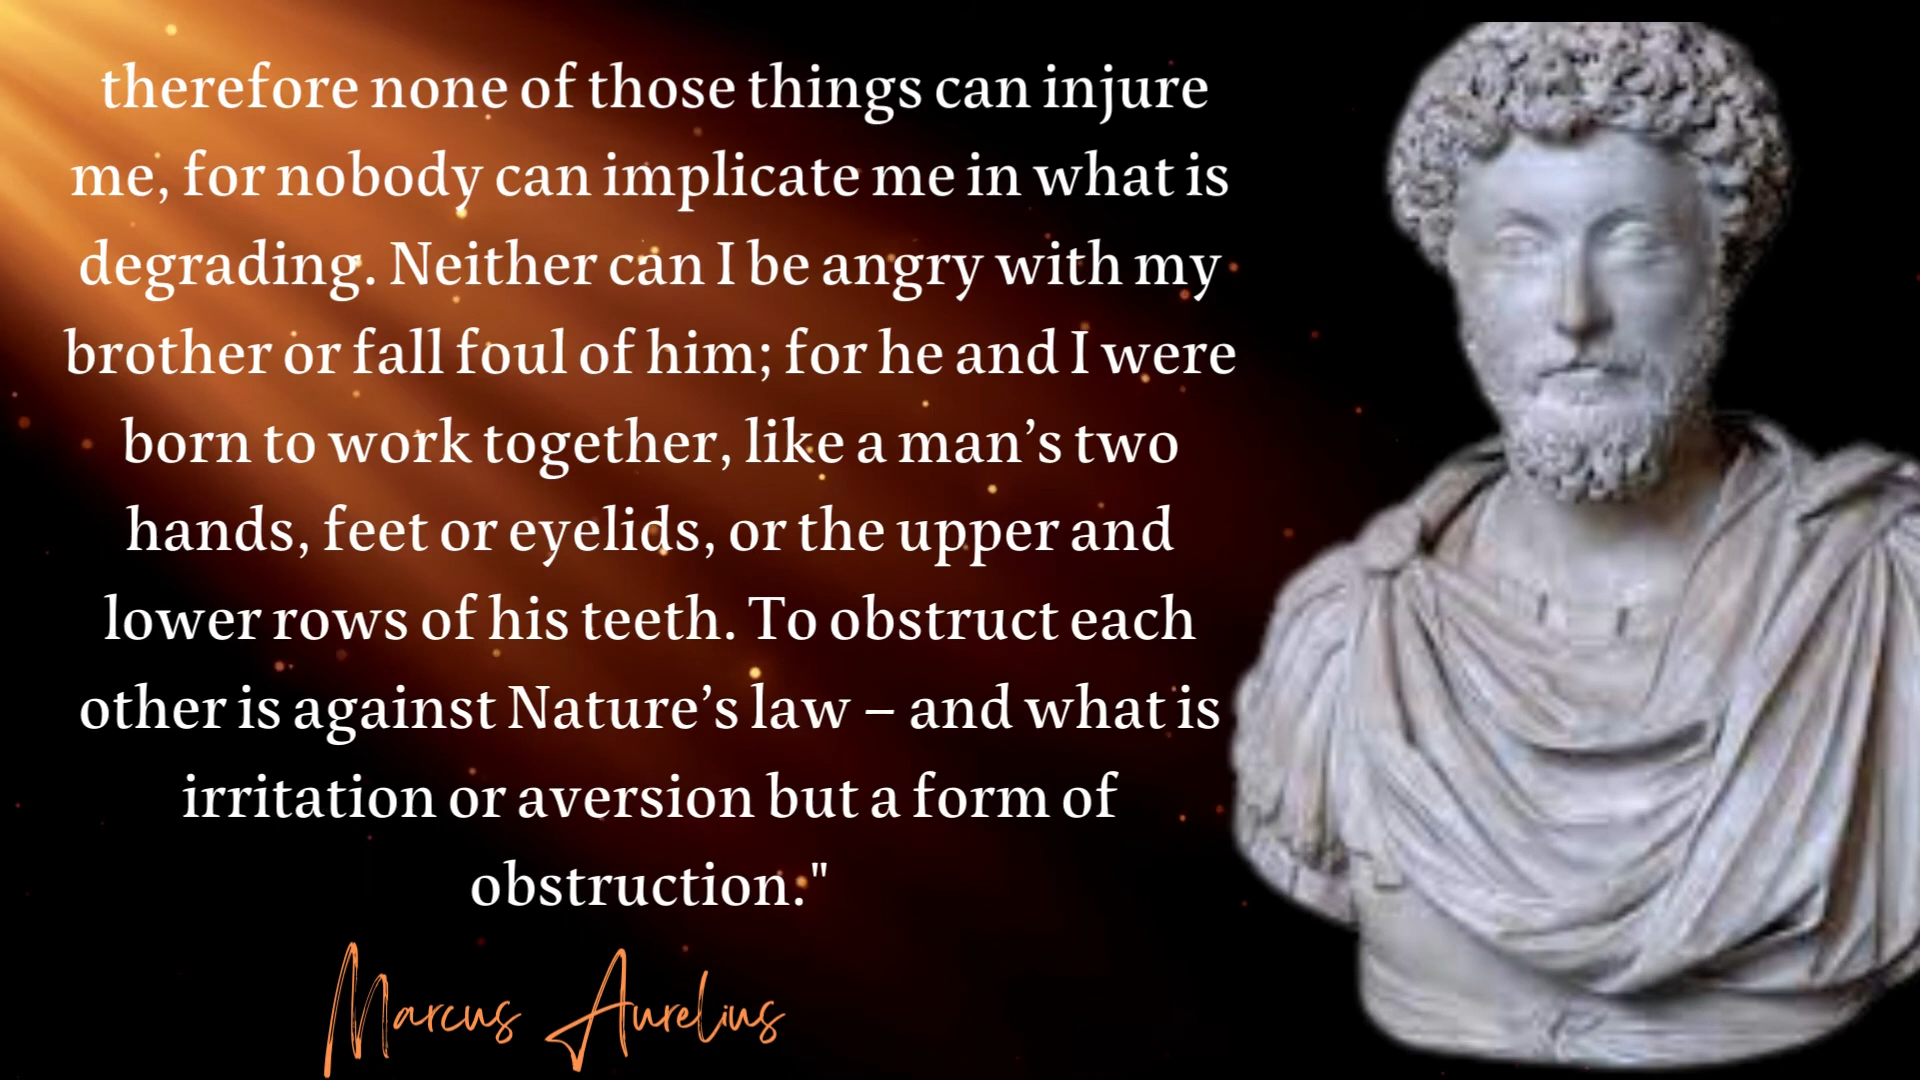 therefore none of those things can injure
me, for nobody can implicate me in what is
degrading. Neither can I be angry with my
brother or fall foul of him; for he and I were
born to work together, like a man’s two
hands, feet or eyelids, or the upper and
lower rows of his teeth. To obstruct each
other is against Nature’s law – and what is
irritation or aversion but a form of
obstruction."
Marcus Aurelius